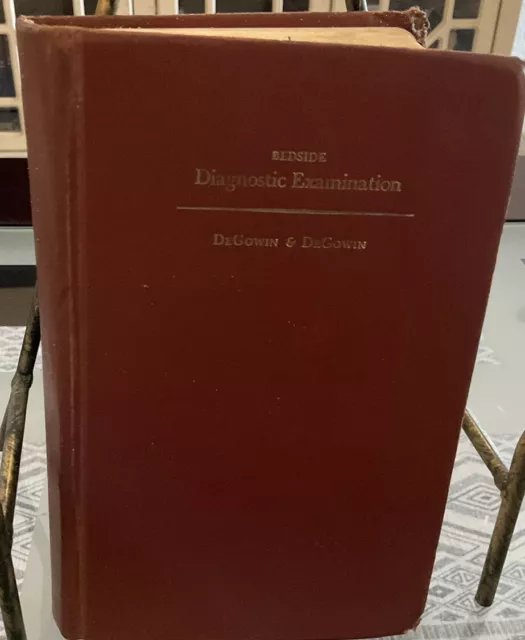 BEDSIDE
Diagnostic Examination
DeGowin & DeGowin